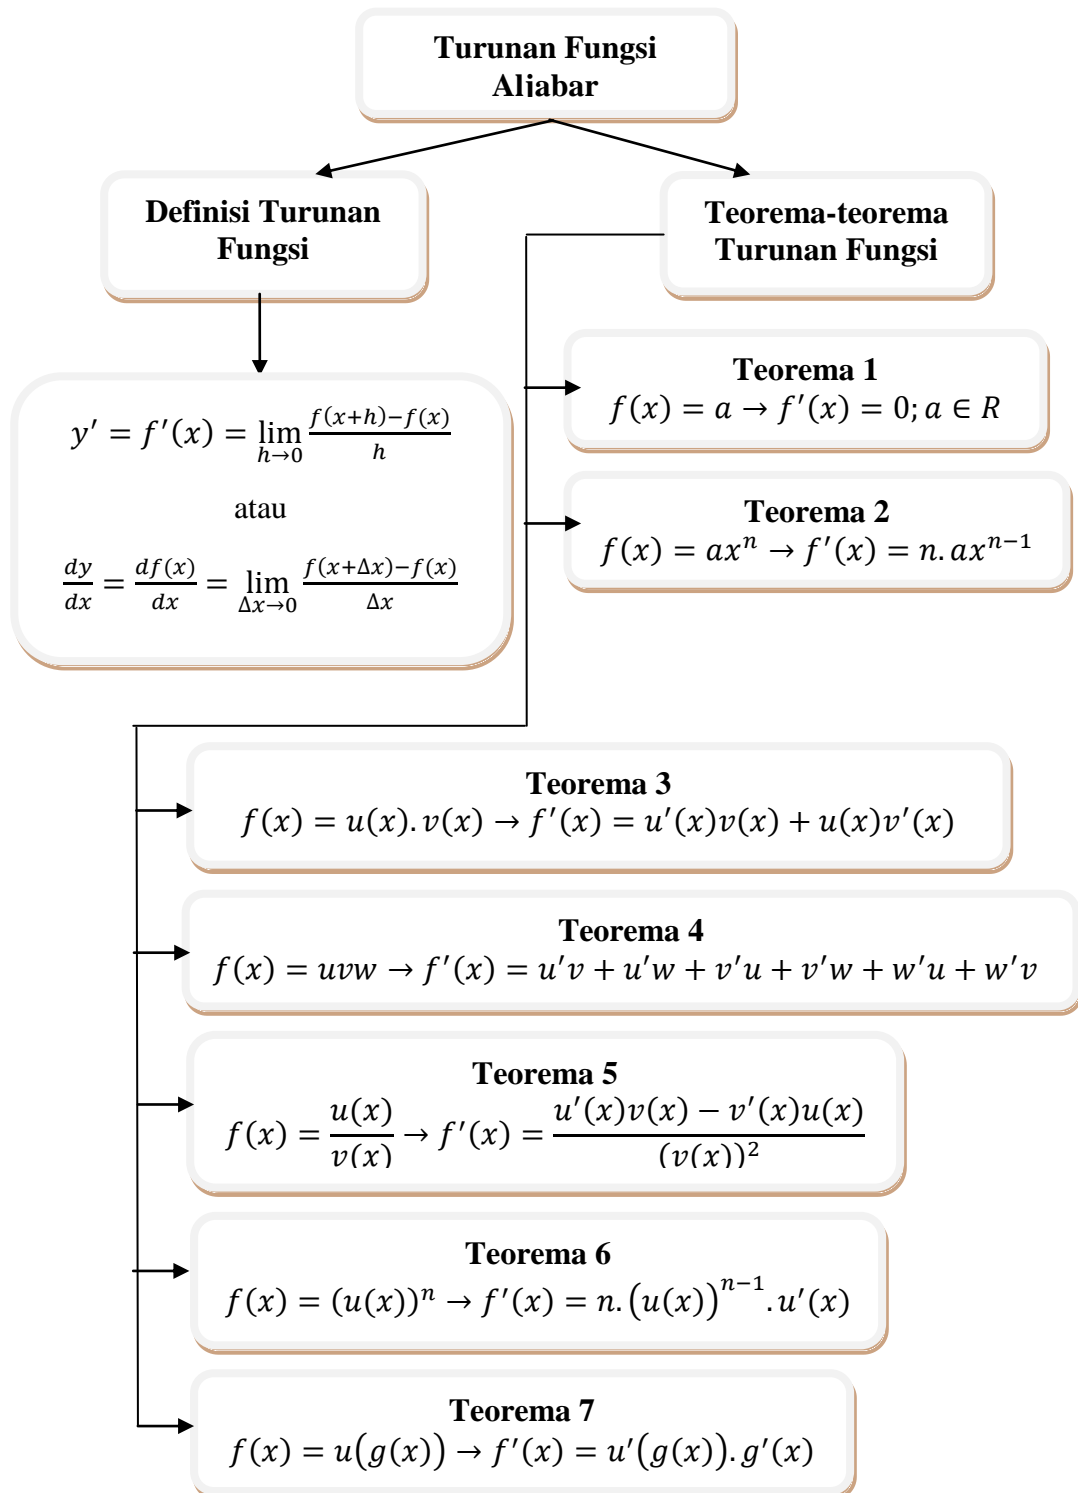 Turunan Fungsi
Aljabar
Definisi Turunan
Fungsi
Teorema-teorema
Turunan Fungsi
y′ = f′(x) = lim h→0 f(x+h)−f(x) / h
atau
dy/dx = df(x)/dx = lim Δx→0 f(x+Δx)−f(x) / Δx
Teorema 1
f(x) = a → f′(x) = 0; a ∈ R
Teorema 2
f(x) = axⁿ → f′(x) = n. axⁿ⁻¹
Teorema 3
f(x) = u(x). v(x) → f′(x) = u′(x)v(x) + u(x)v′(x)
Teorema 4
f(x) = uvw → f′(x) = u′v + u′w + v′u + v′w + w′u + w′v
Teorema 5
f(x) = u(x)/v(x) → f′(x) = u′(x)v(x) − v′(x)u(x) / (v(x))²
Teorema 6
f(x) = (u(x))ⁿ → f′(x) = n. (u(x))ⁿ⁻¹. u′(x)
Teorema 7
f(x) = u(g(x)) → f′(x) = u′(g(x)). g′(x)